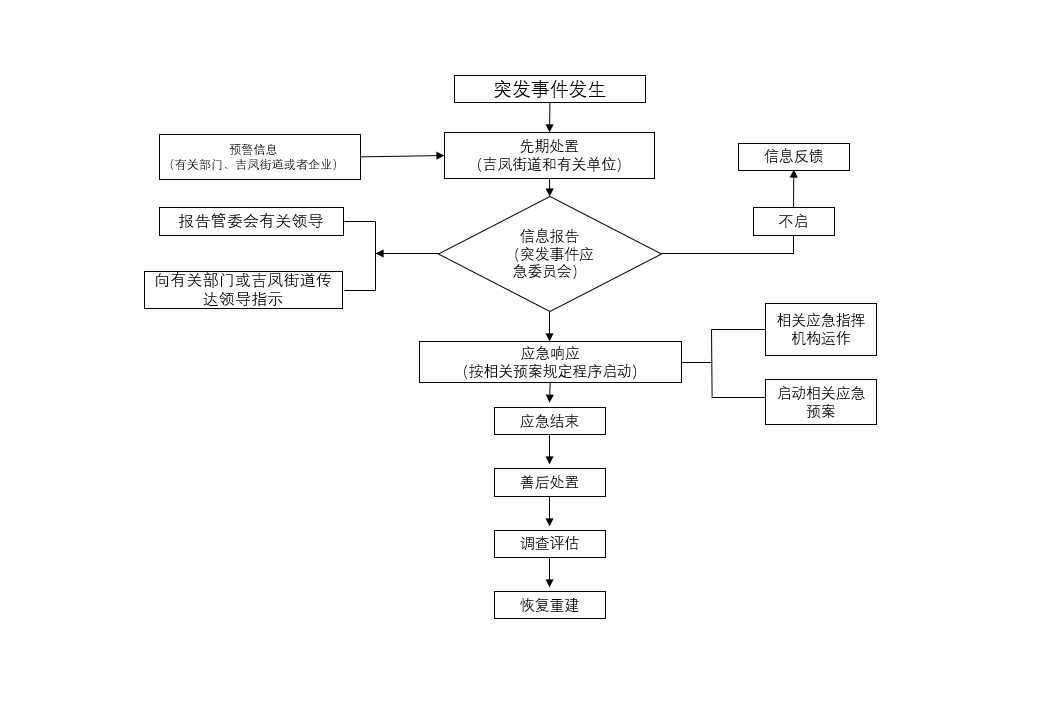 突发事件发生
预警信息
（有关部门、吉凤街道或者企业）
先期处置
（吉凤街道和有关单位）
信息反馈
报告管委会有关领导
不启
信息报告
（突发事件应
急委员会）
向有关部门或吉凤街道传
达领导指示
相关应急指挥
机构运作
应急响应
（按相关预案规定程序启动）
启动相关应急
预案
应急结束
善后处置
调查评估
恢复重建